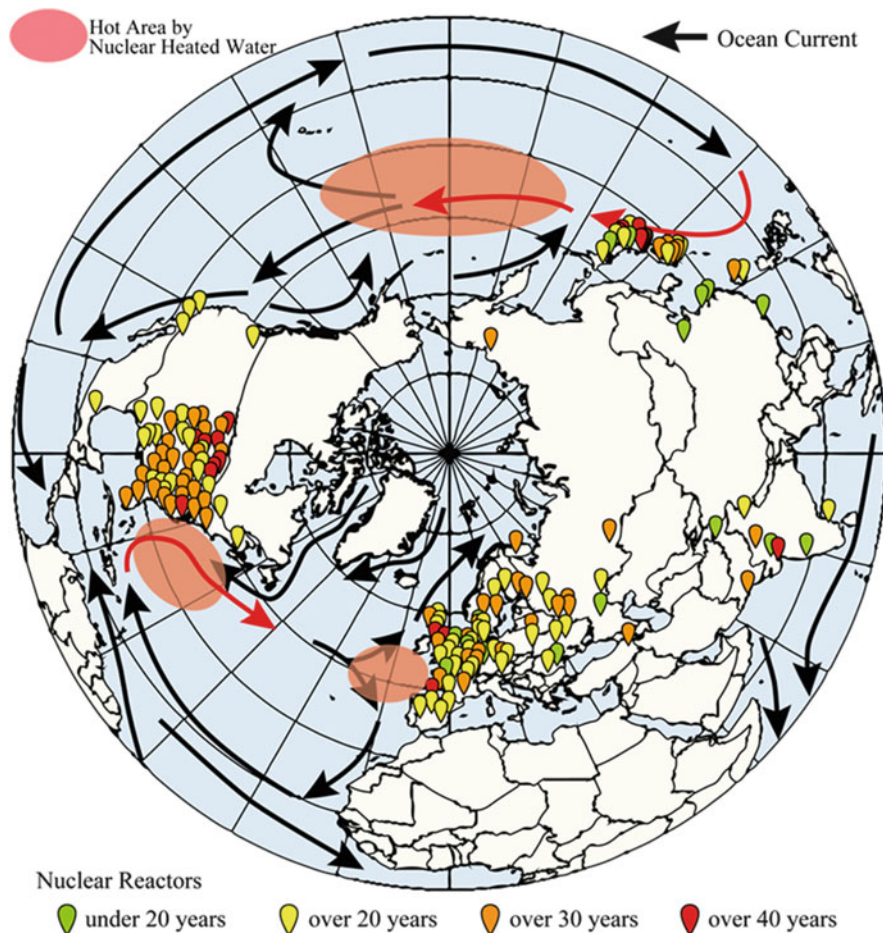 Hot Area by
Nuclear Heated Water
Ocean Current
Nuclear Reactors
under 20 years
over 20 years
over 30 years
over 40 years